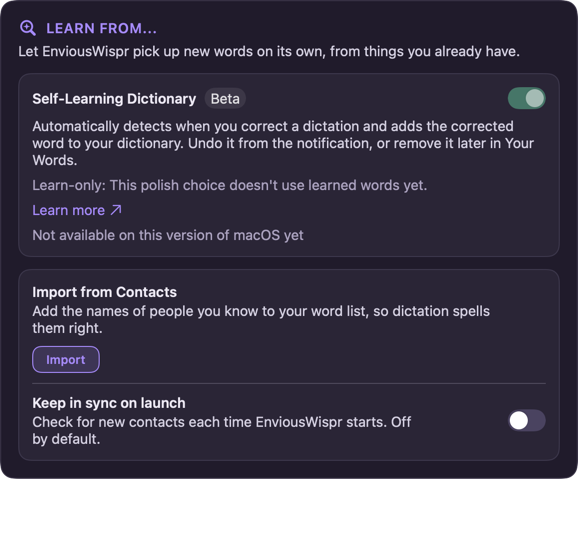 LEARN FROM...
Let EnviousWispr pick up new words on its own, from things you already have.
Self-Learning Dictionary Beta
Automatically detects when you correct a dictation and adds the corrected
word to your dictionary. Undo it from the notification, or remove it later in Your
Words.
Learn-only: This polish choice doesn't use learned words yet.
Learn more ↗
Not available on this version of macOS yet
Import from Contacts
Add the names of people you know to your word list, so dictation spells
them right.
Import
Keep in sync on launch
Check for new contacts each time EnviousWispr starts. Off
by default.